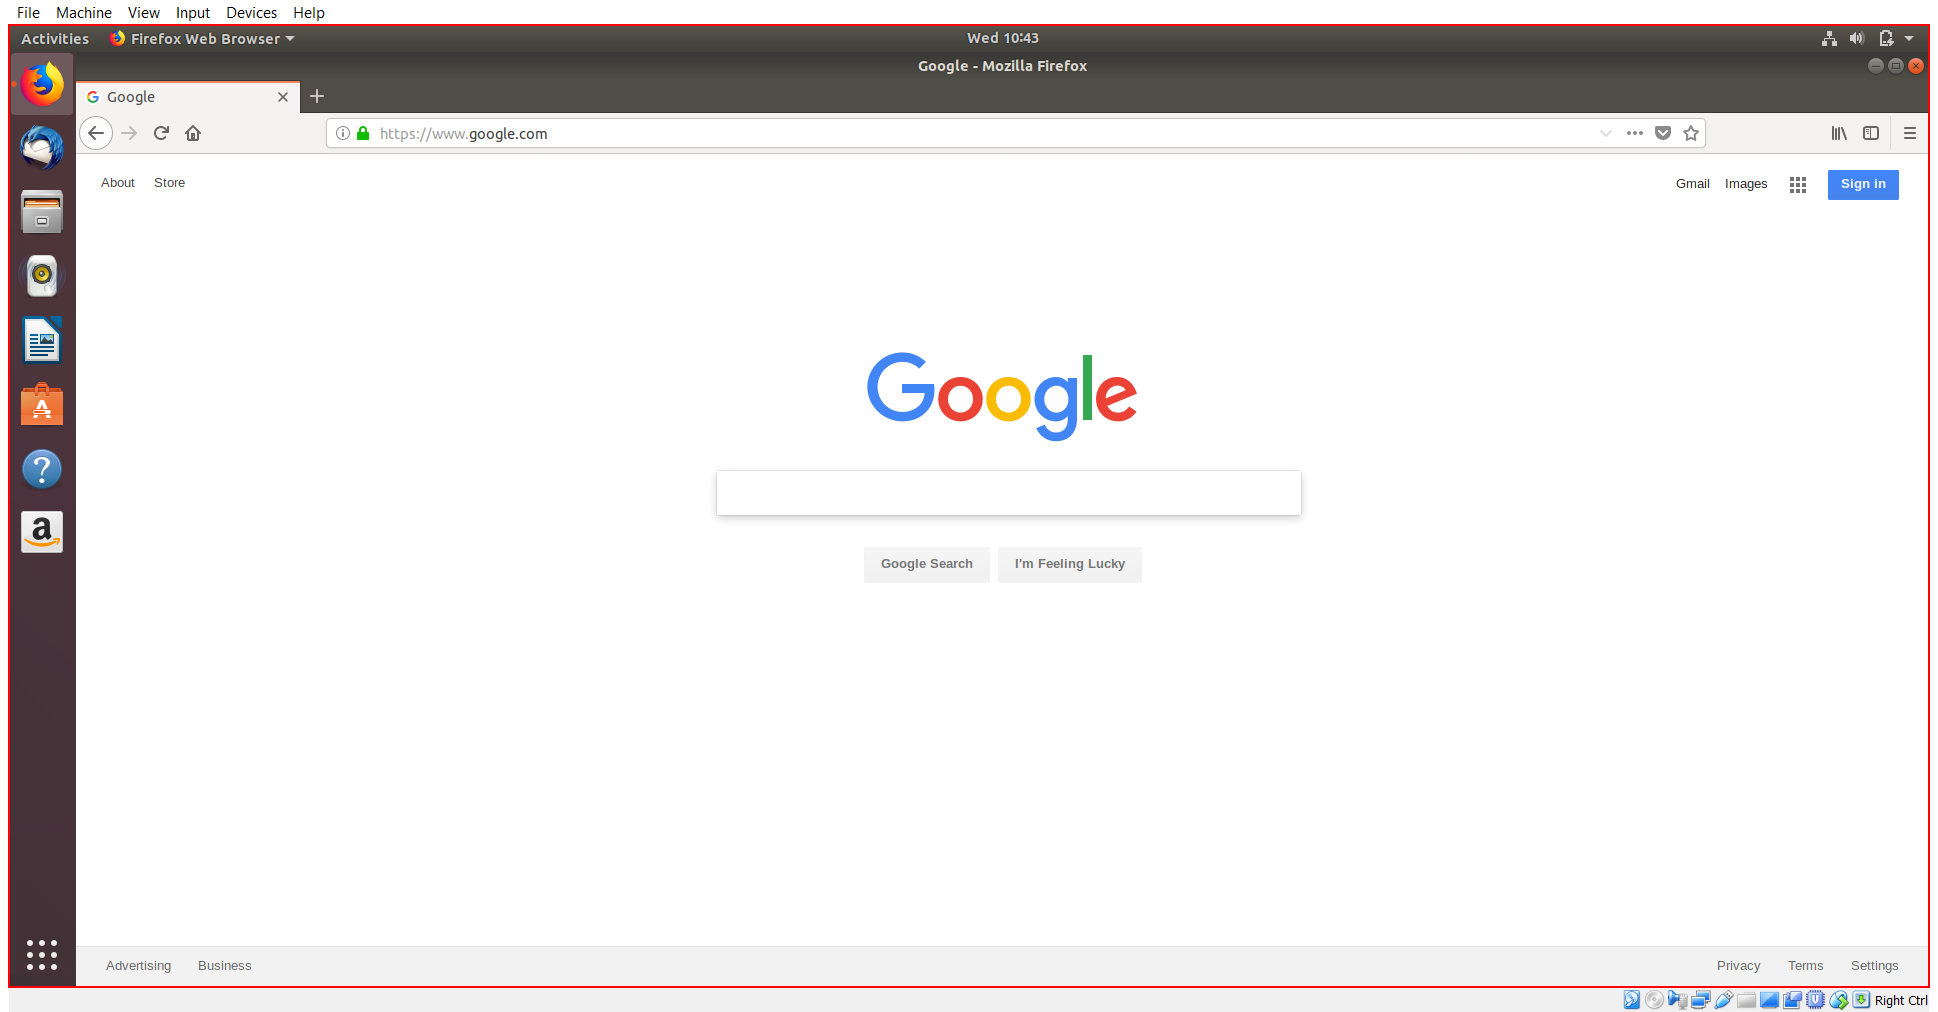 File Machine View Input Devices Help
Activities Firefox Web Browser Wed 10:43
Google - Mozilla Firefox
Google
https://www.google.com
About Store Gmail Images Sign in
Google
Google Search I'm Feeling Lucky
Advertising Business Privacy Terms Settings
Right Ctrl